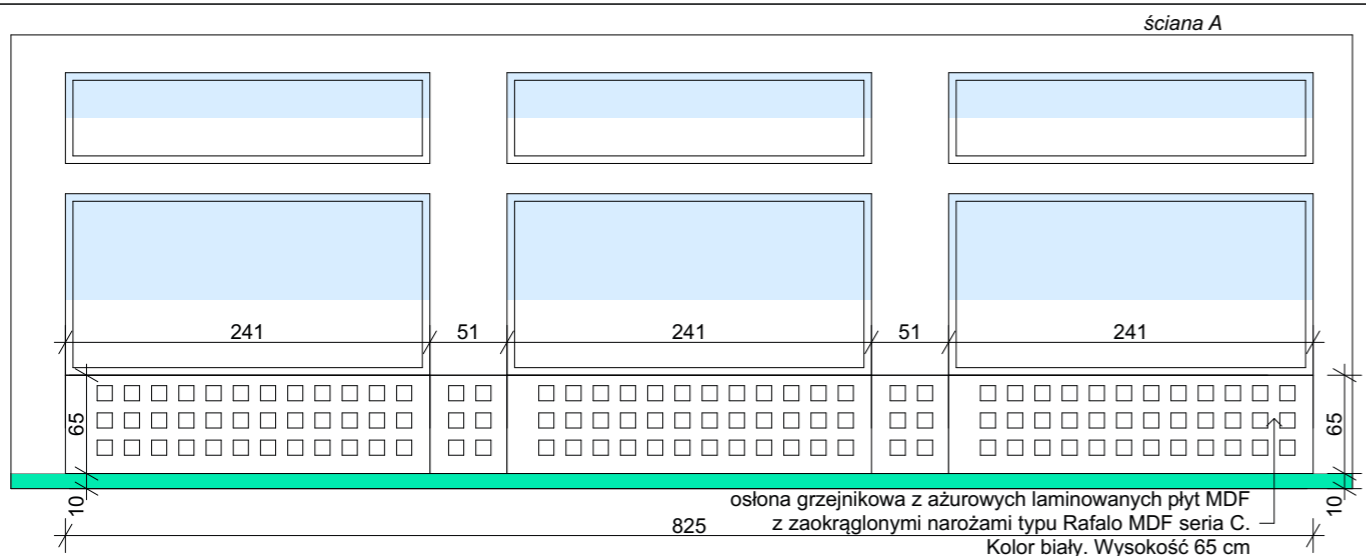 ściana A
241 51 241 51 241
65 65
10 10
osłona grzejnikowa z ażurowych laminowanych płyt MDF
z zaokrąglonymi narożami typu Rafalo MDF seria C.
825
Kolor biały. Wysokość 65 cm